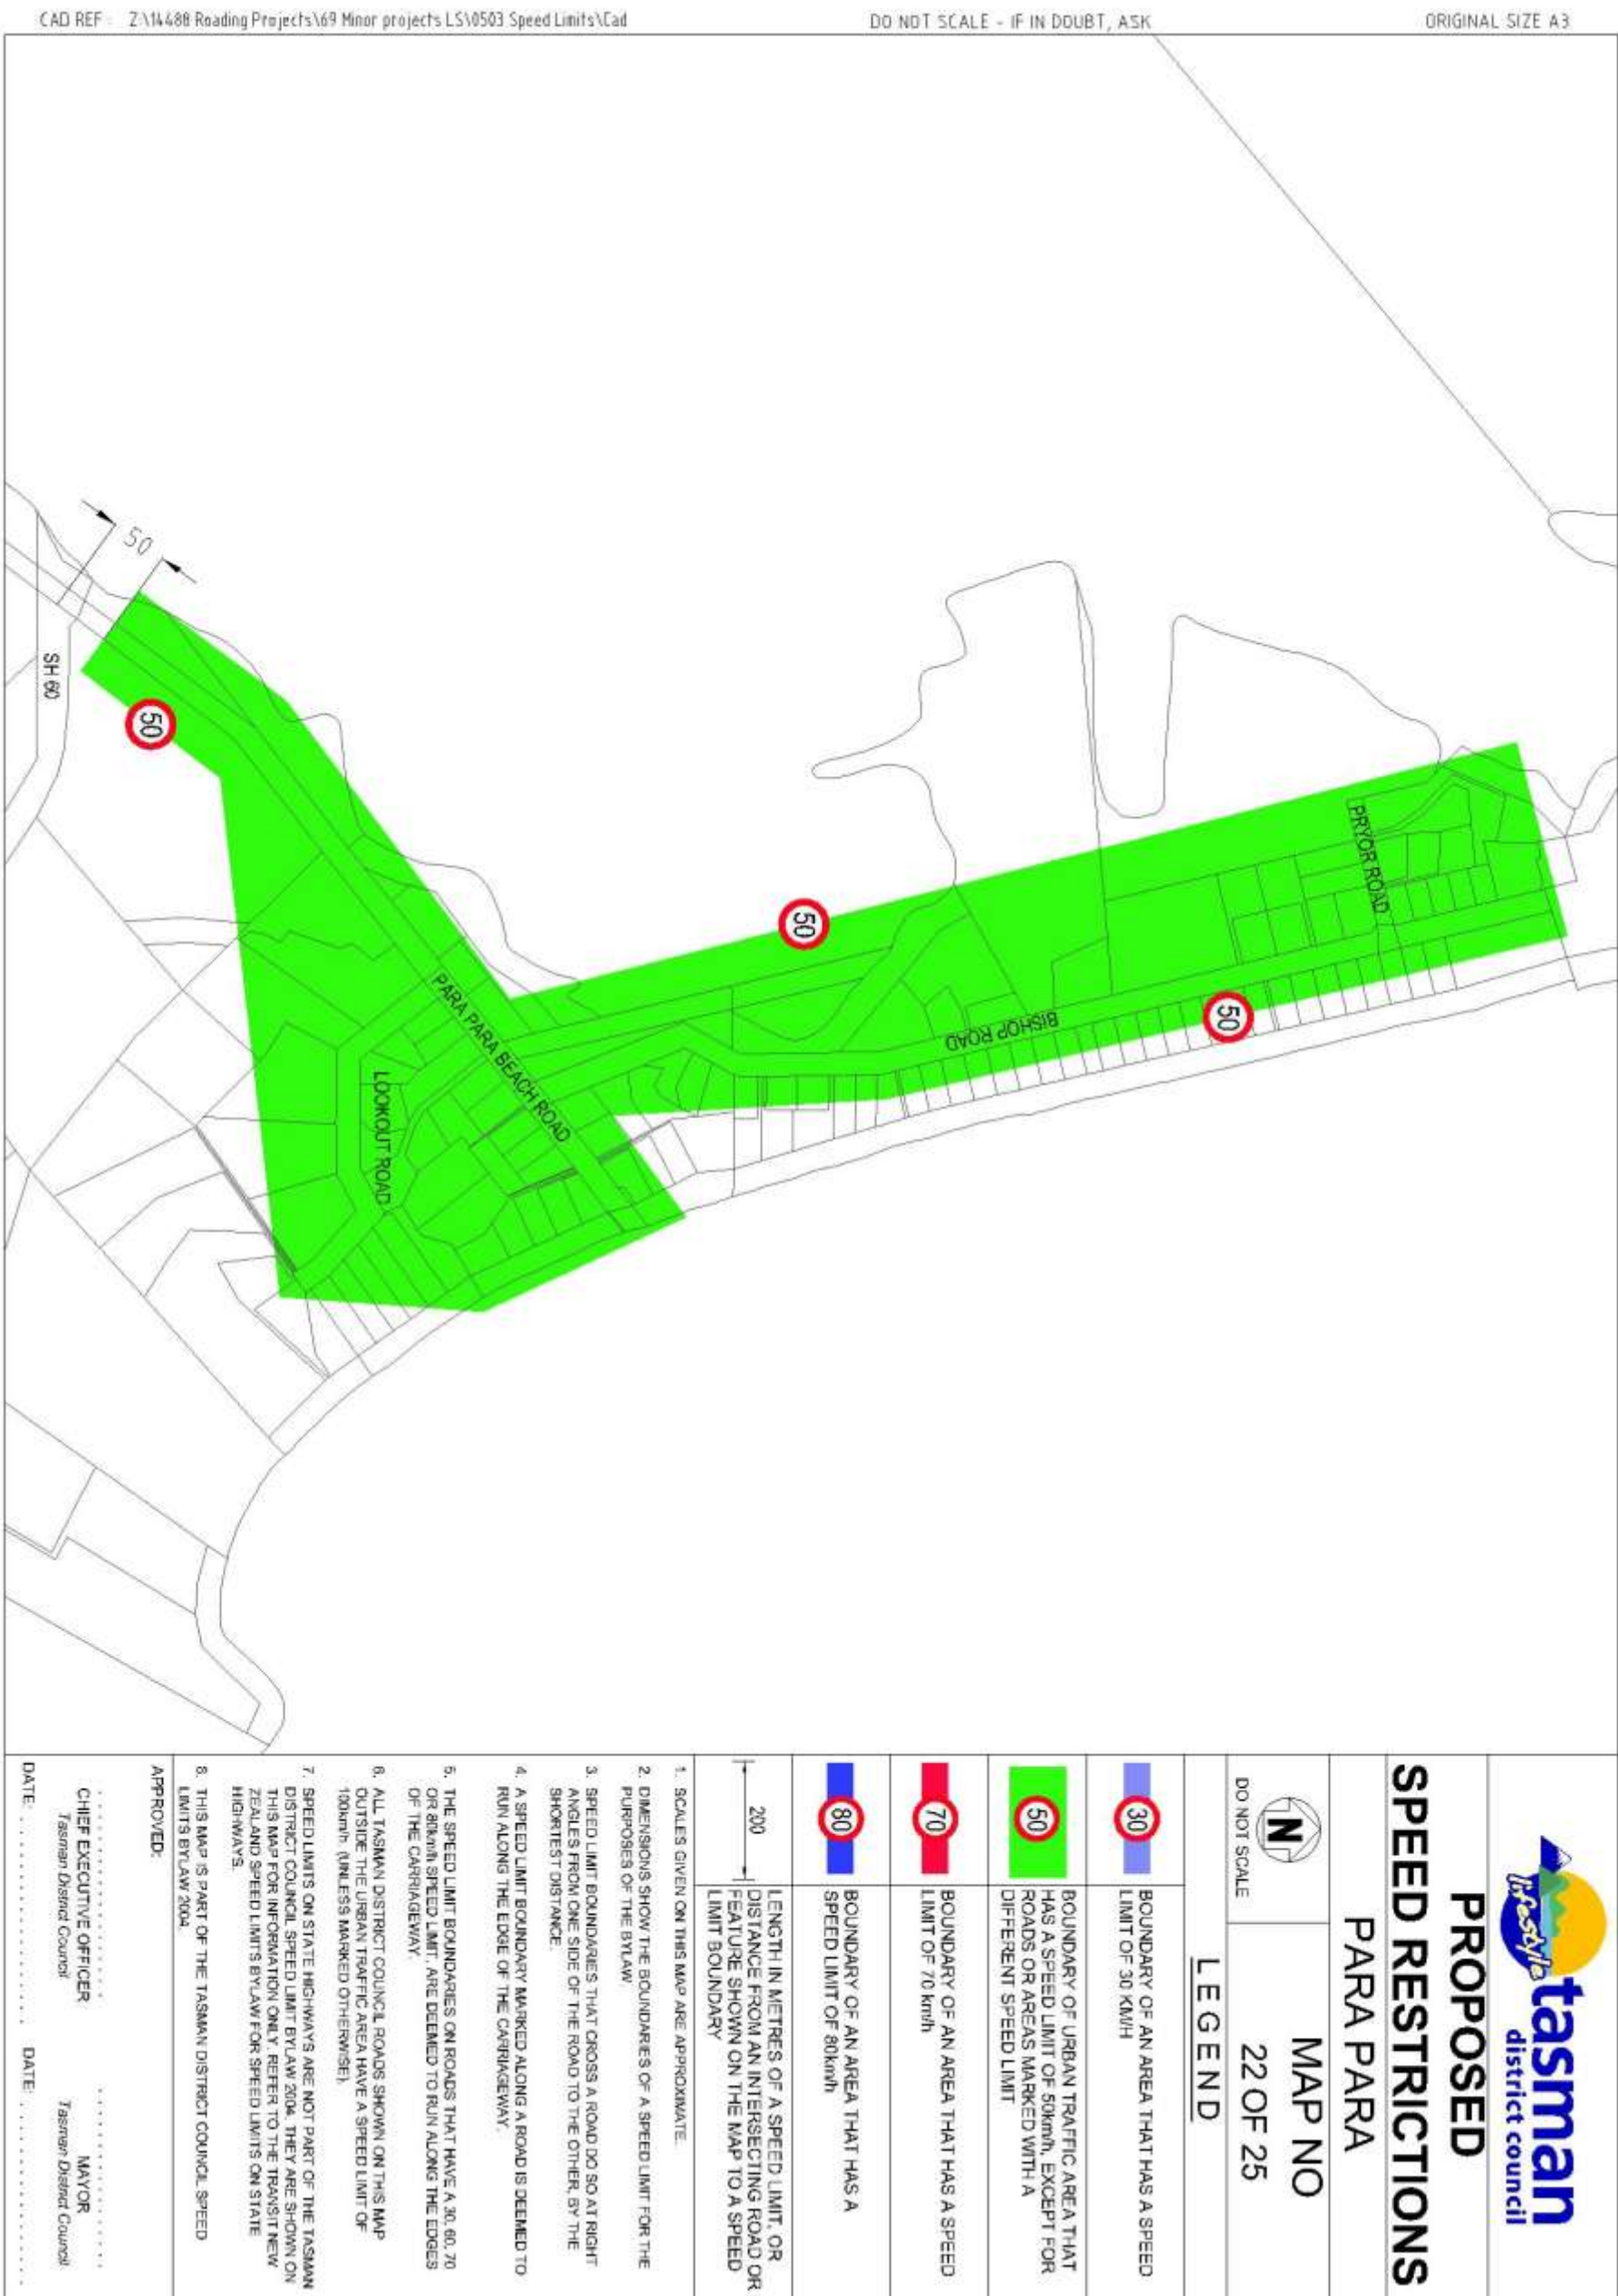 CAD REF : Z:\14488 Roading Projects\69 Minor projects LS\0503 Speed Limits\Cad
DO NOT SCALE - IF IN DOUBT, ASK
ORIGINAL SIZE A3
50
SH 60
50
PARA PARA BEACH ROAD
LOOKOUT ROAD
50
BISHOP ROAD
50
PRYOR ROAD
lifestyle
tasman
district council
PROPOSED
SPEED RESTRICTIONS
PARA PARA
N
DO NOT SCALE
MAP NO
22 OF 25
LEGEND
30
BOUNDARY OF AN AREA THAT HAS A SPEED
LIMIT OF 30 KM/H
50
BOUNDARY OF URBAN TRAFFIC AREA THAT
HAS A SPEED LIMIT OF 50km/h, EXCEPT FOR
ROADS OR AREAS MARKED WITH A
DIFFERENT SPEED LIMIT
70
BOUNDARY OF AN AREA THAT HAS A SPEED
LIMIT OF 70 km/h
80
BOUNDARY OF AN AREA THAT HAS A
SPEED LIMIT OF 80km/h
200
LENGTH IN METRES OF A SPEED LIMIT, OR
DISTANCE FROM AN INTERSECTING ROAD OR
FEATURE SHOWN ON THE MAP TO A SPEED
LIMIT BOUNDARY
1. SCALES GIVEN ON THIS MAP ARE APPROXIMATE.
2. DIMENSIONS SHOW THE BOUNDARIES OF A SPEED LIMIT FOR THE
PURPOSES OF THE BYLAW.
3. SPEED LIMIT BOUNDARIES THAT CROSS A ROAD DO SO AT RIGHT
ANGLES FROM ONE SIDE OF THE ROAD TO THE OTHER, BY THE
SHORTEST DISTANCE.
4. A SPEED LIMIT BOUNDARY MARKED ALONG A ROAD IS DEEMED TO
RUN ALONG THE EDGE OF THE CARRIAGEWAY.
5. THE SPEED LIMIT BOUNDARIES ON ROADS THAT HAVE A 30, 60, 70
OR 80km/h SPEED LIMIT, ARE DEEMED TO RUN ALONG THE EDGES
OF THE CARRIAGEWAY.
6. ALL TASMAN DISTRICT COUNCIL ROADS SHOWN ON THIS MAP
OUTSIDE THE URBAN TRAFFIC AREA HAVE A SPEED LIMIT OF
100km/h (UNLESS MARKED OTHERWISE).
7. SPEED LIMITS ON STATE HIGHWAYS ARE NOT PART OF THE TASMAN
DISTRICT COUNCIL SPEED LIMIT BYLAW 2004. THEY ARE SHOWN ON
THIS MAP FOR INFORMATION ONLY. REFER TO THE TRANSIT NEW
ZEALAND SPEED LIMITS BYLAW FOR SPEED LIMITS ON STATE
HIGHWAYS.
8. THIS MAP IS PART OF THE TASMAN DISTRICT COUNCIL SPEED
LIMITS BYLAW 2004.
APPROVED:
CHIEF EXECUTIVE OFFICER
Tasman District Council
MAYOR
Tasman District Council
DATE:
DATE: